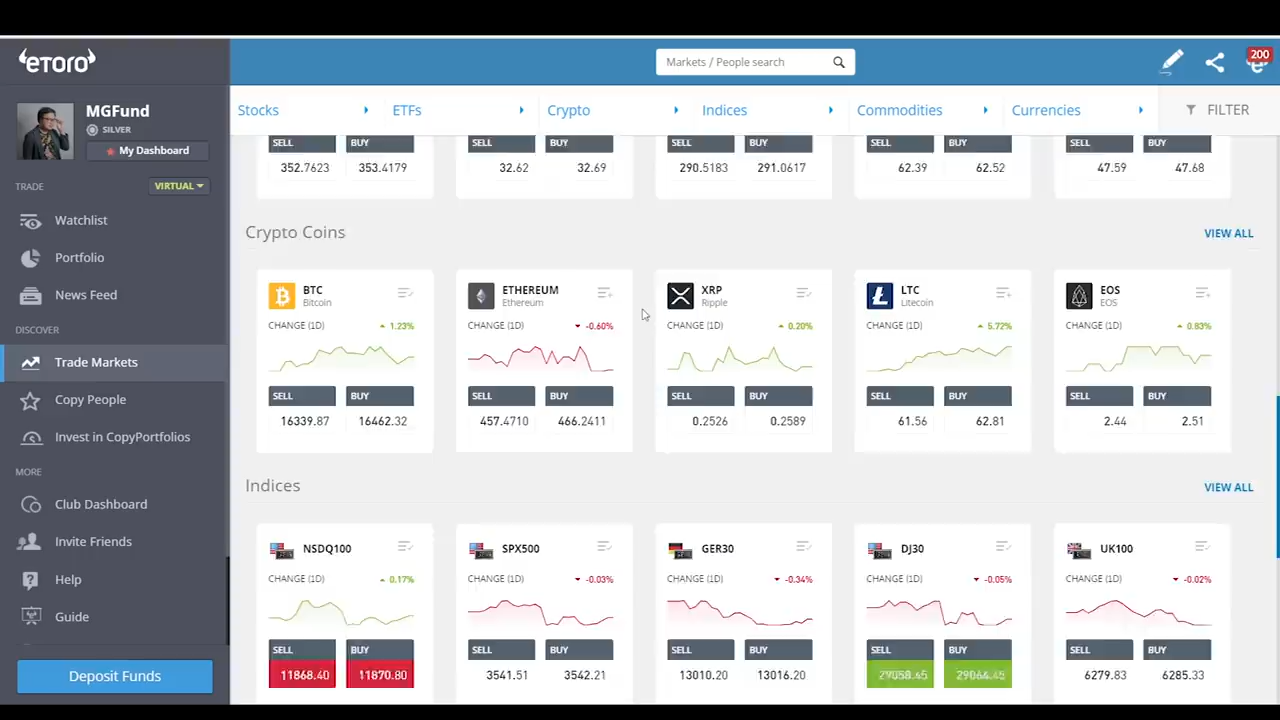 eToro
Markets / People search
200
MGFund
SILVER
My Dashboard
TRADE
VIRTUAL
Watchlist
Portfolio
News Feed
DISCOVER
Trade Markets
Copy People
Invest in CopyPortfolios
MORE
Club Dashboard
Invite Friends
Help
Guide
Deposit Funds
Stocks ETFs Crypto Indices Commodities Currencies FILTER
SELL BUY SELL BUY SELL BUY SELL BUY SELL BUY
352.7623 353.4179 32.62 32.69 290.5183 291.0617 62.39 62.52 47.59 47.68
Crypto Coins VIEW ALL
BTC ETHEREUM XRP LTC EOS
Bitcoin Ethereum Ripple Litecoin EOS
CHANGE (1D) 1.23% CHANGE (1D) -0.60% CHANGE (1D) 0.20% CHANGE (1D) 5.72% CHANGE (1D) 0.83%
SELL BUY SELL BUY SELL BUY SELL BUY SELL BUY
16339.87 16462.32 457.4710 466.2411 0.2526 0.2589 61.56 62.81 2.44 2.51
Indices VIEW ALL
NSDQ100 SPX500 GER30 DJ30 UK100
CHANGE (1D) 0.17% CHANGE (1D) -0.03% CHANGE (1D) -0.34% CHANGE (1D) -0.05% CHANGE (1D) -0.02%
SELL BUY SELL BUY SELL BUY SELL BUY SELL BUY
11868.40 11870.80 3541.51 3542.21 13010.20 13016.20 29058.45 29064.45 6279.83 6285.33